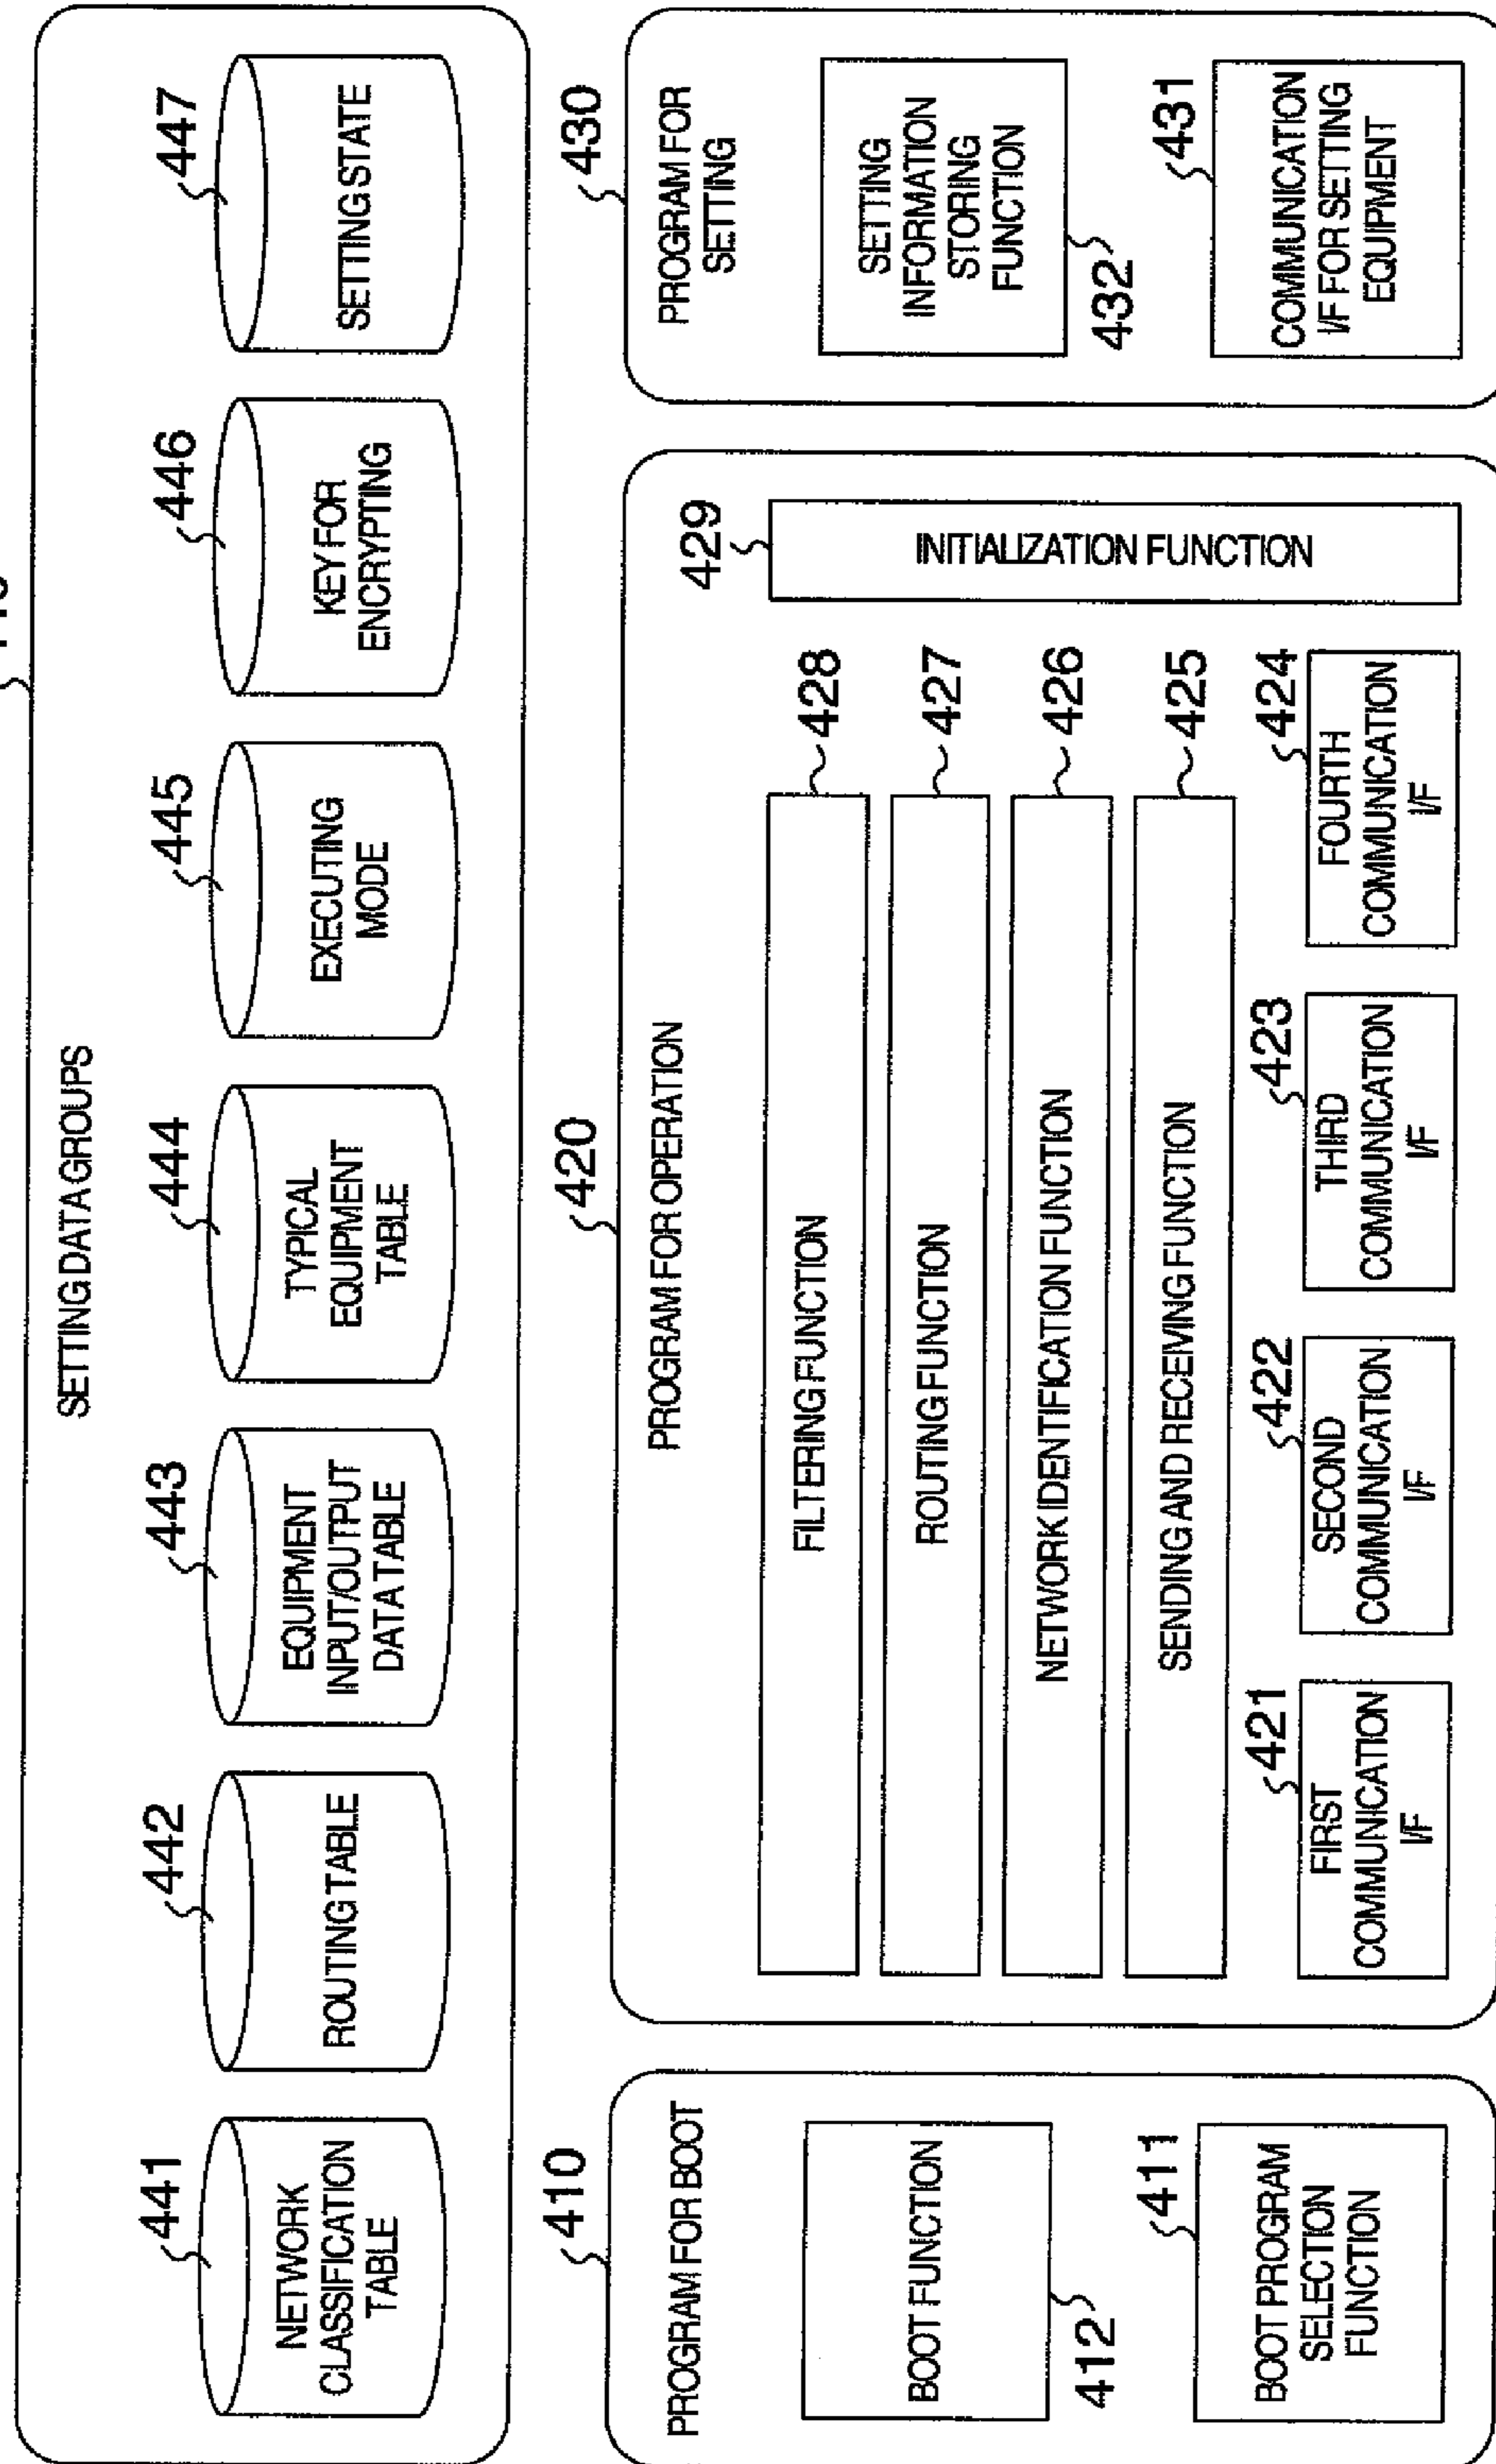 SETTING DATA GROUPS
441
NETWORK
CLASSIFICATION
TABLE
442
ROUTING TABLE
443
EQUIPMENT
INPUT/OUTPUT
DATA TABLE
444
TYPICAL
EQUIPMENT
TABLE
445
EXECUTING
MODE
446
KEY FOR
ENCRYPTING
447
SETTING STATE
410
PROGRAM FOR BOOT
BOOT FUNCTION
412
411
BOOT PROGRAM
SELECTION
FUNCTION
420
PROGRAM FOR OPERATION
FILTERING FUNCTION
428
ROUTING FUNCTION
427
NETWORK IDENTIFICATION FUNCTION
426
SENDING AND RECEIVING FUNCTION
425
421
FIRST
COMMUNICATION
I/F
422
SECOND
COMMUNICATION
I/F
423
THIRD
COMMUNICATION
I/F
424
FOURTH
COMMUNICATION
I/F
429
INITIALIZATION FUNCTION
430
PROGRAM FOR
SETTING
SETTING
INFORMATION
STORING
FUNCTION
432
431
COMMUNICATION
I/F FOR SETTING
EQUIPMENT